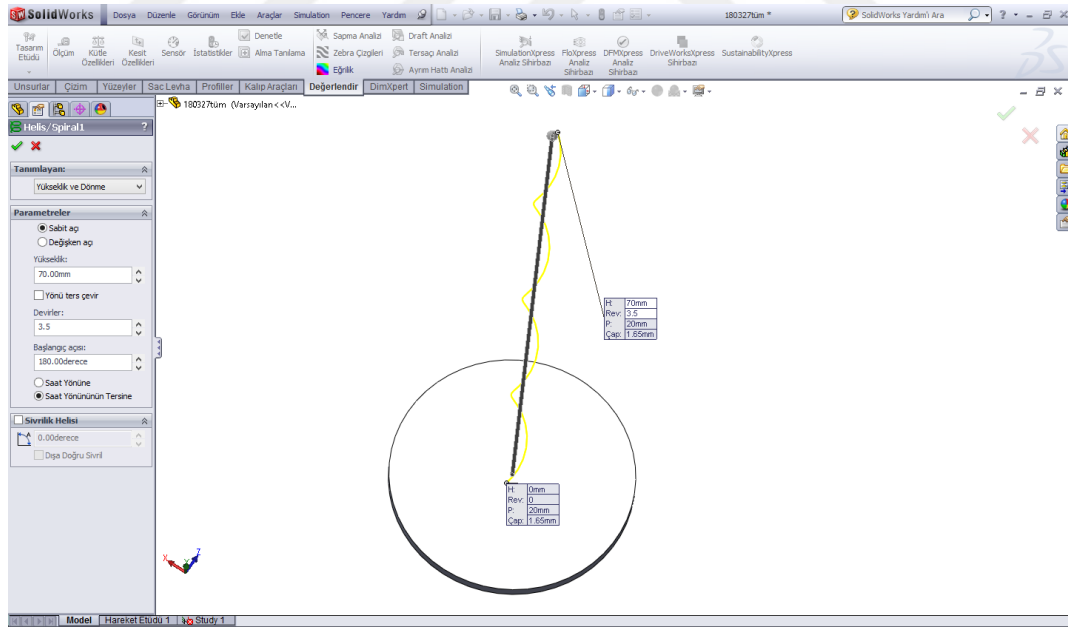 SolidWorks Dosya Düzenle Görünüm Ekle Araçlar Simulation Pencere Yardım 180327tüm * SolidWorks Yardım'ı Ara
Tasarım Etüdü
Ölçüm
Kütle Özellikleri
Kesit Özellikleri
Sensör
İstatistikler
Denetle
Alma Tanılama
Sapma Analizi
Zebra Çizgileri
Eğrilik
Draft Analizi
Tersaçı Analizi
Ayrım Hattı Analizi
SimulationXpress Analiz Sihirbazı
FloXpress Analiz Sihirbazı
DFMXpress Analiz Sihirbazı
DriveWorksXpress Sihirbazı
SustainabilityXpress
Unsurlar Çizim Yüzeyler Sac Levha Profiller Kalıp Araçları Değerlendir DimXpert Simulation
180327tüm (Varsayılan<<V...
Helis/Spiral1 ?
Tanımlayan:
Yükseklik ve Dönme
Parametreler
Sabit açı
Değişken açı
Yükseklik:
70.00mm
Yönü ters çevir
Devirler:
3.5
Başlangıç açısı:
180.00derece
Saat Yönüne
Saat Yönününün Tersine
Sivrilik Helisi
0.00derece
Dışa Doğru Sivril
H: 70mm
Rev: 3.5
P: 20mm
Çap: 1.65mm
H: 0mm
Rev: 0
P: 20mm
Çap: 1.65mm
X Z
Model Hareket Etüdü 1 Study 1